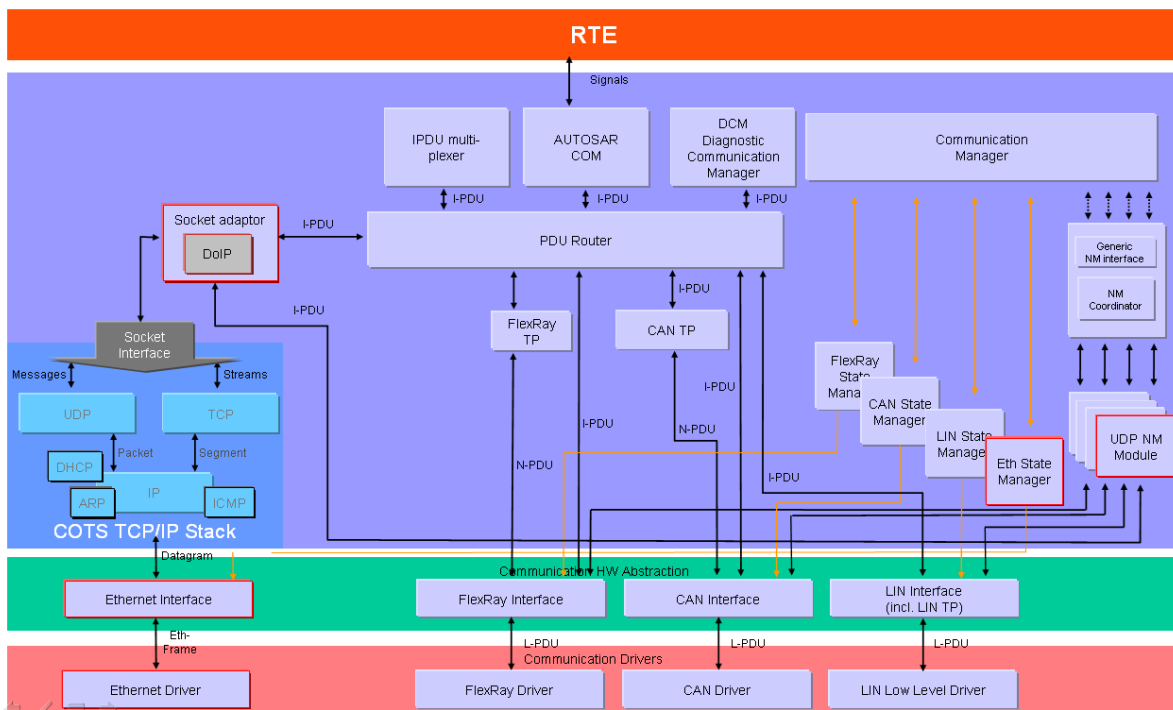 RTE
Signals
IPDU multi-
plexer
AUTOSAR
COM
DCM
Diagnostic
Communication
Manager
Communication
Manager
I-PDU
I-PDU
I-PDU
Socket adaptor
DoIP
I-PDU
PDU Router
Generic
NM interface
NM
Coordinator
I-PDU
I-PDU
FlexRay
TP
CAN TP
Socket
Interface
Messages
Streams
FlexRay
State
Manager
I-PDU
CAN State
Manager
UDP
TCP
I-PDU
N-PDU
LIN State
Manager
UDP NM
Module
Packet
Segment
Eth State
Manager
DHCP
N-PDU
I-PDU
IP
ARP
ICMP
COTS TCP/IP Stack
Datagram
Communication HW Abstraction
Ethernet Interface
FlexRay Interface
CAN Interface
LIN Interface
(incl. LIN TP)
Eth-
Frame
L-PDU
L-PDU
L-PDU
Communication Drivers
Ethernet Driver
FlexRay Driver
CAN Driver
LIN Low Level Driver